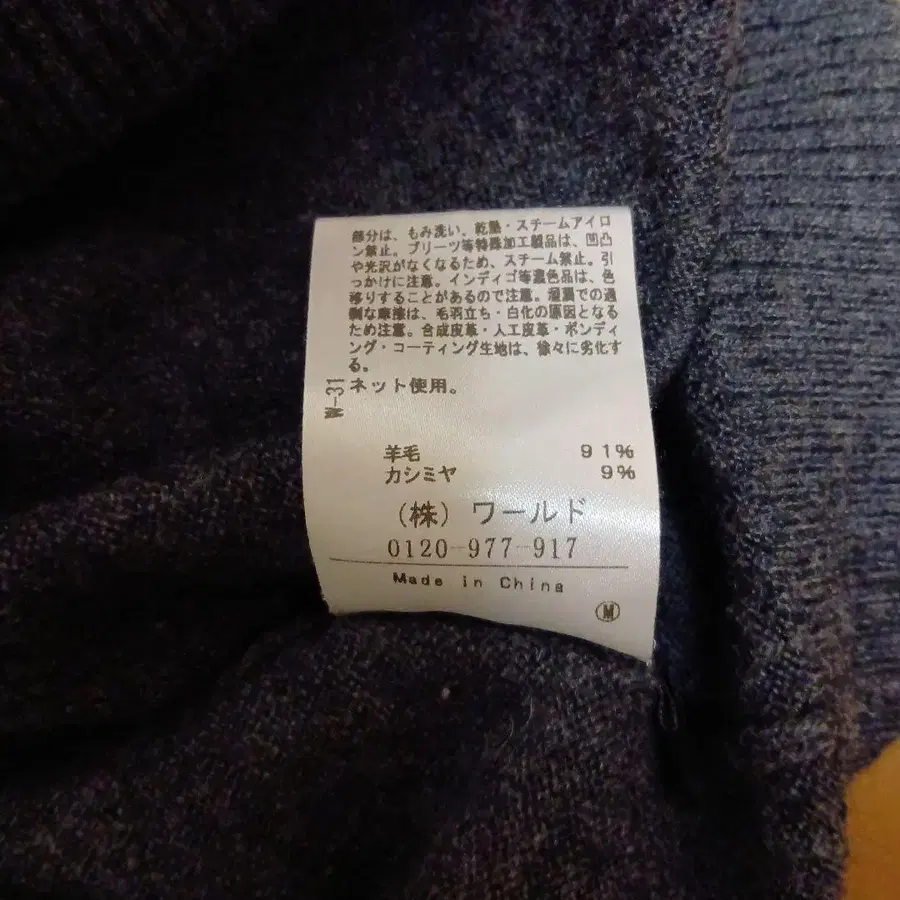 部分は、もみ洗い、乾熱・スチームアイロ
ン禁止。プリーツ等特殊加工製品は、凹凸
や光沢がなくなるため、スチーム禁止。引
っかけに注意。インディゴ等濃色品は、色
移りすることがあるので注意。湿潤での過
剰な摩擦は、毛羽立ち・白化の原因となる
ため注意。合成皮革・人工皮革・ボンディ
ング・コーティング生地は、徐々に劣化す
る。
ネット使用。
W-31
羊毛 91%
カシミヤ 9%
(株) ワールド
0120-977-917
Made in China
M